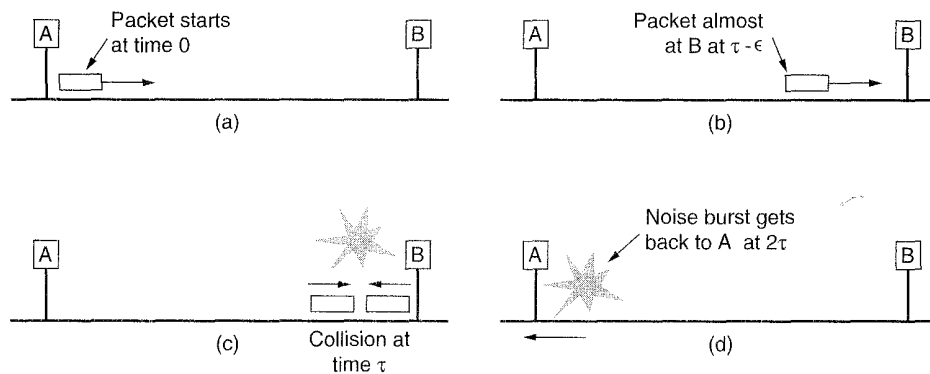 A
Packet starts
at time 0
B
(a)
A
Packet almost
at B at τ - ϵ
B
(b)
A
B
Collision at
time τ
(c)
A
Noise burst gets
back to A at 2τ
B
(d)